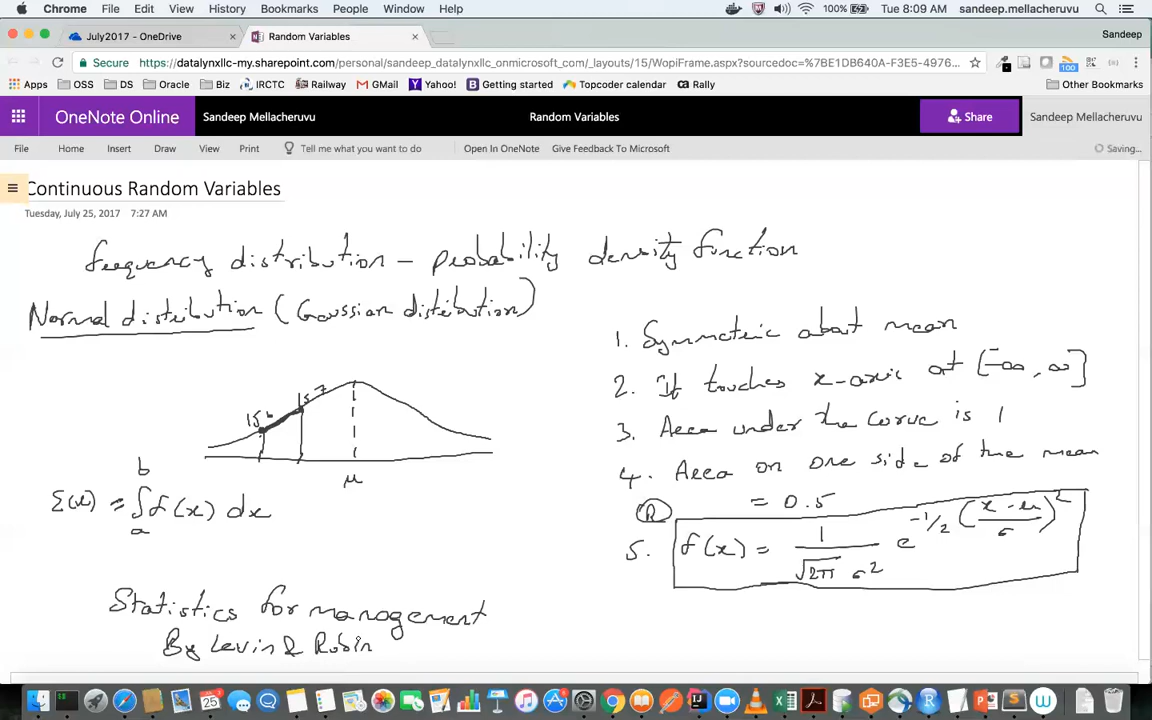 Chrome File Edit View History Bookmarks People Window Help 100% Tue 8:09 AM sandeep.mellacheruvu
July2017 - OneDrive × Random Variables × Sandeep
Secure https://datalynxllc-my.sharepoint.com/personal/sandeep_datalynxllc_onmicrosoft_com/_layouts/15/WopiFrame.aspx?sourcedoc=%7BE1DB640A-F3E5-4976...
100
Apps OSS DS Oracle Biz IRCTC Railway GMail Yahoo! Getting started Topcoder calendar Rally Other Bookmarks
OneNote Online Sandeep Mellacheruvu Random Variables Share Sandeep Mellacheruvu
File Home Insert Draw View Print Tell me what you want to do Open In OneNote Give Feedback To Microsoft Saving...
Continuous Random Variables
Tuesday, July 25, 2017 7:27 AM
frequency distribution - probability density function
Normal distribution (Gaussian distribution)
156 157
μ
b
Σ(x) = ∫ f(x) dx
a
Statistics for management
By Levin & Rubin
1. Symmetric about mean
2. It touches x-axis at [-∞, ∞]
3. Area under the curve is 1
4. Area on one side of the mean
= 0.5
R
5. f(x) = 1/√2π σ² e^-1/2 (x-μ/σ)²